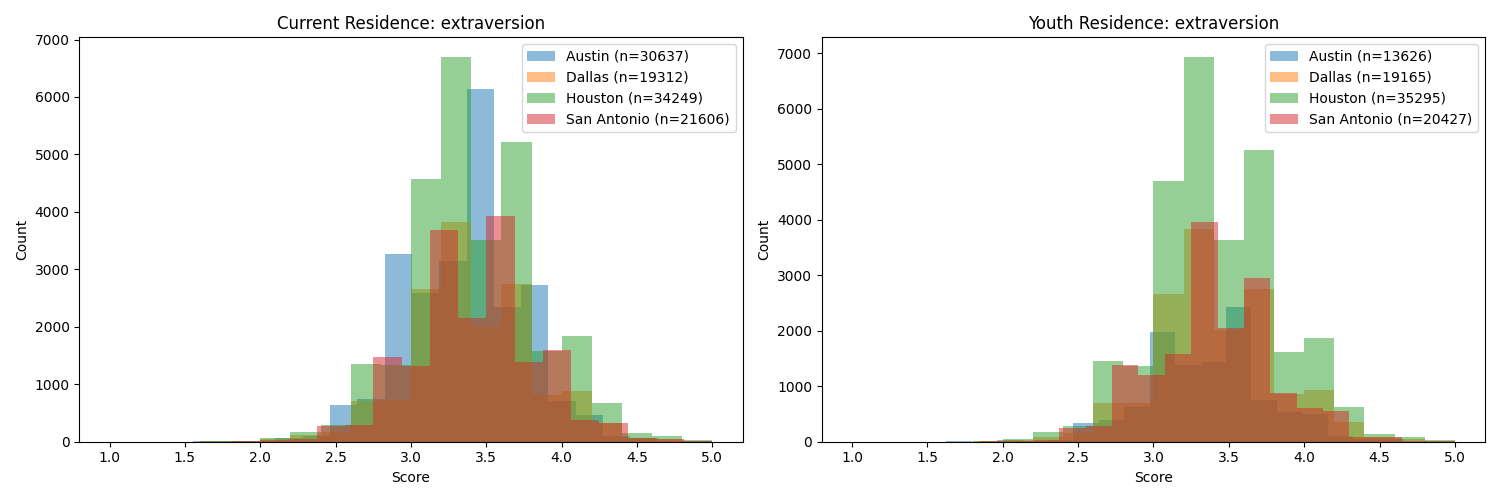 Current Residence: extraversion
7000
6000
5000
4000
3000
2000
1000
0
Count
1.0 1.5 2.0 2.5 3.0 3.5 4.0 4.5 5.0
Score
Austin (n=30637)
Dallas (n=19312)
Houston (n=34249)
San Antonio (n=21606)
Youth Residence: extraversion
7000
6000
5000
4000
3000
2000
1000
0
Count
1.0 1.5 2.0 2.5 3.0 3.5 4.0 4.5 5.0
Score
Austin (n=13626)
Dallas (n=19165)
Houston (n=35295)
San Antonio (n=20427)